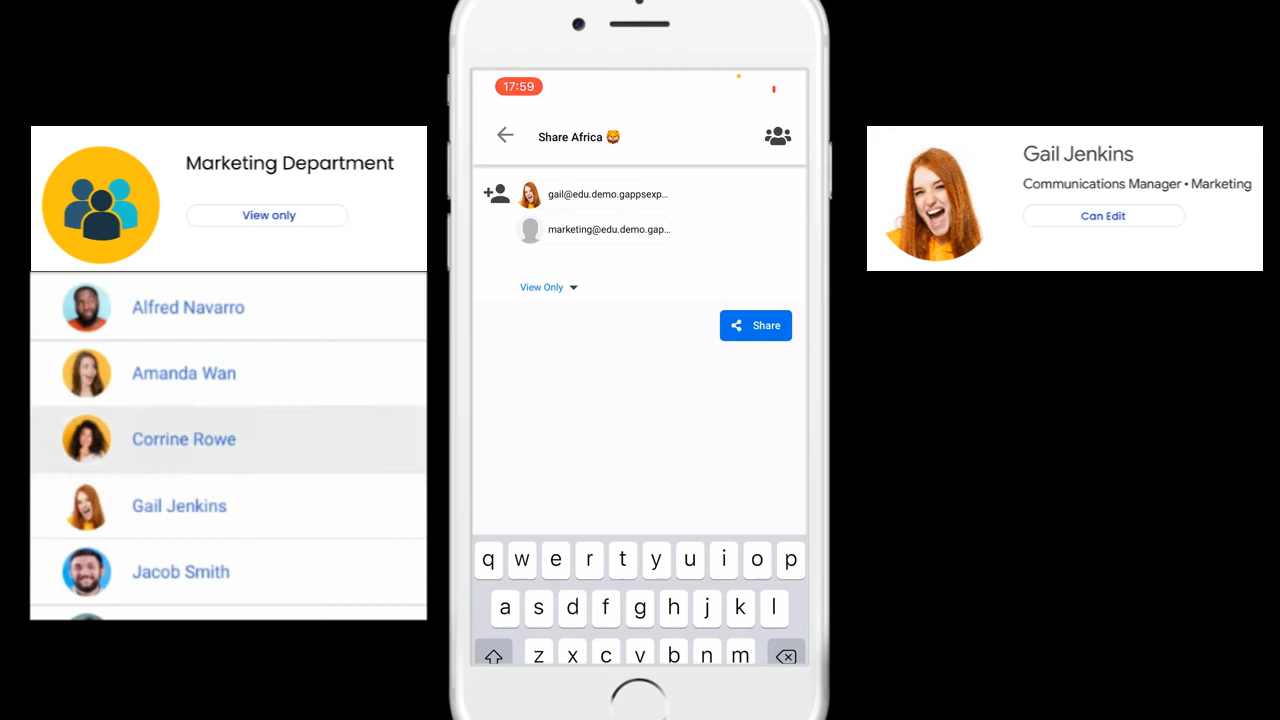 Marketing Department
View only
Alfred Navarro
Amanda Wan
Corrine Rowe
Gail Jenkins
Jacob Smith
17:59
Share Africa 🦁
gail@edu.demo.gappsexp...
marketing@edu.demo.gap...
View Only
Share
q w e r t y u i o p
a s d f g h j k l
z x c v b n m
Gail Jenkins
Communications Manager • Marketing
Can Edit